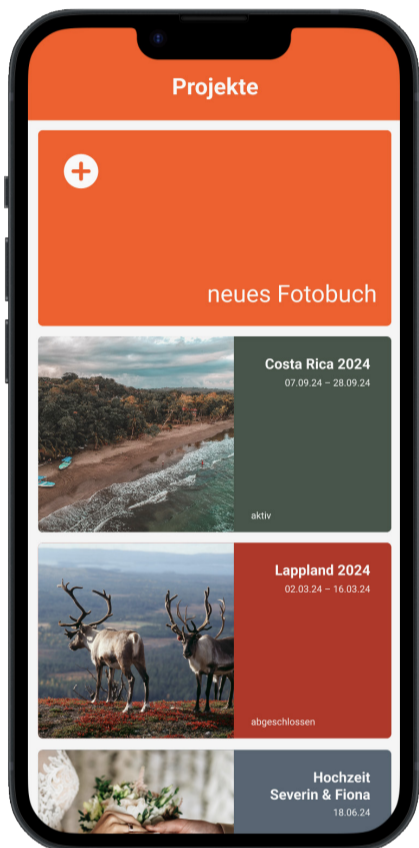 Projekte
neues Fotobuch
Costa Rica 2024
07.09.24 – 28.09.24
aktiv
Lappland 2024
02.03.24 – 16.03.24
abgeschlossen
Hochzeit
Severin & Fiona
18.06.24